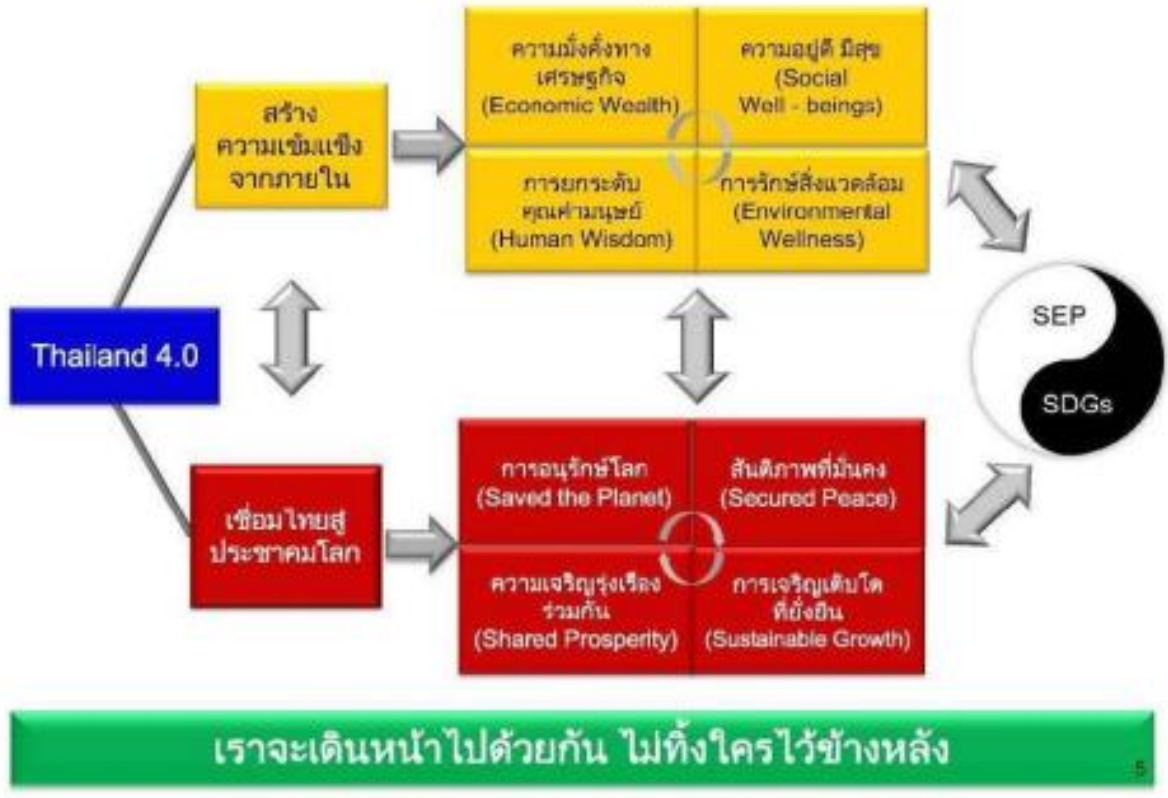 ความมั่งคั่งทาง
เศรษฐกิจ
(Economic Wealth)
ความอยู่ดี มีสุข
(Social
Well - beings)
สร้าง
ความเข้มแข็ง
จากภายใน
การยกระดับ
คุณค่ามนุษย์
(Human Wisdom)
การรักษ์สิ่งแวดล้อม
(Environmental
Wellness)
Thailand 4.0
SEP
SDGs
การอนุรักษ์โลก
(Saved the Planet)
สันติภาพที่มั่นคง
(Secured Peace)
เชื่อมไทยสู่
ประชาคมโลก
ความเจริญรุ่งเรือง
ร่วมกัน
(Shared Prosperity)
การเจริญเติบโต
ที่ยั่งยืน
(Sustainable Growth)
เราจะเดินหน้าไปด้วยกัน ไม่ทิ้งใครไว้ข้างหลัง
5